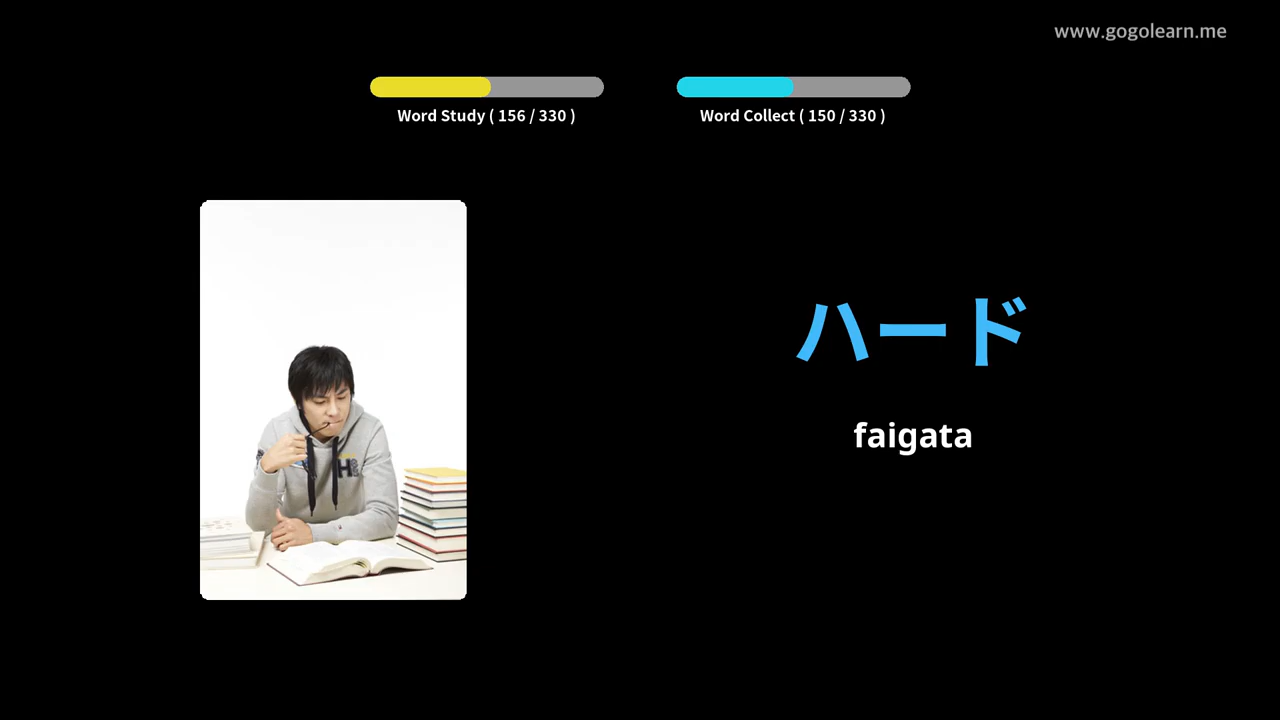 www.gogolearn.me
Word Study ( 156 / 330 )
Word Collect ( 150 / 330 )
ハード
faigata
H